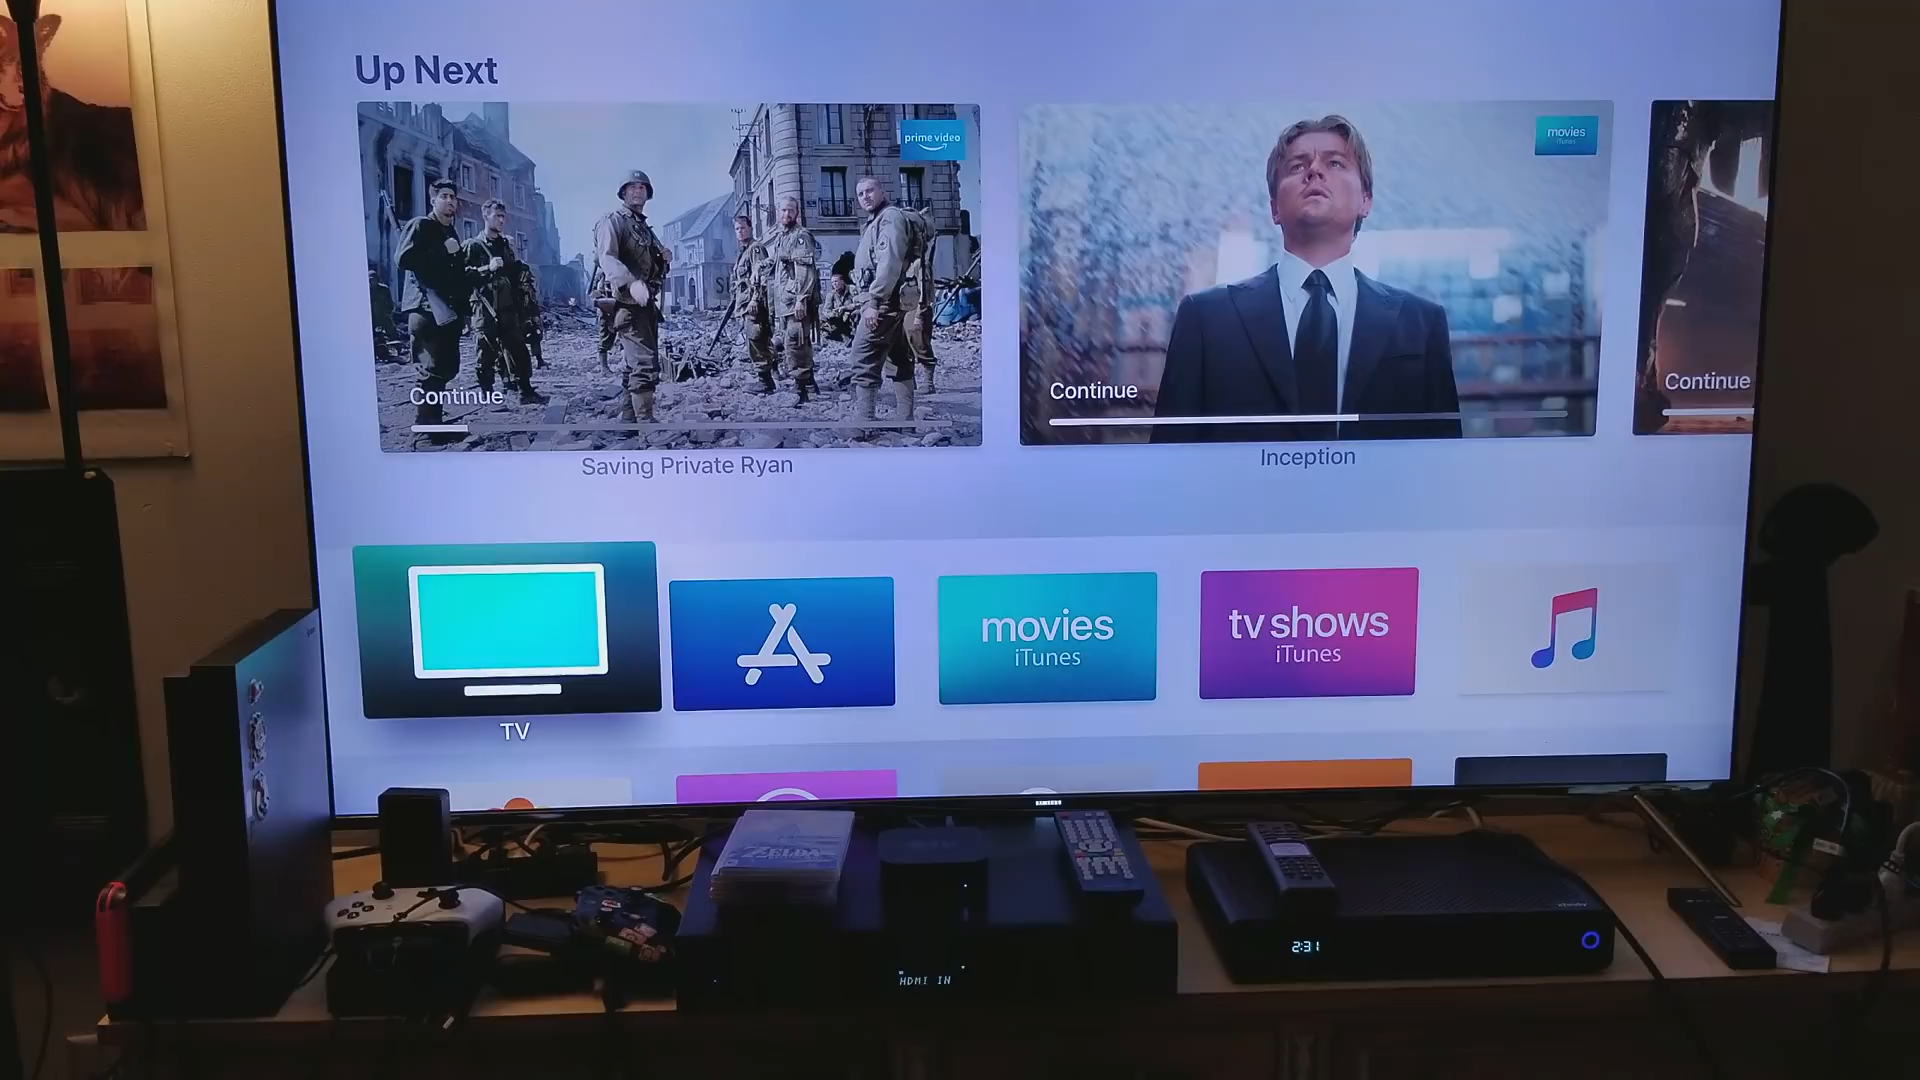 Up Next
prime video
movies
iTunes
Continue
Continue
Continue
Saving Private Ryan
Inception
movies
iTunes
tv shows
iTunes
TV
SAMSUNG
ZELDA
xfinity
2:31
HDMI IN